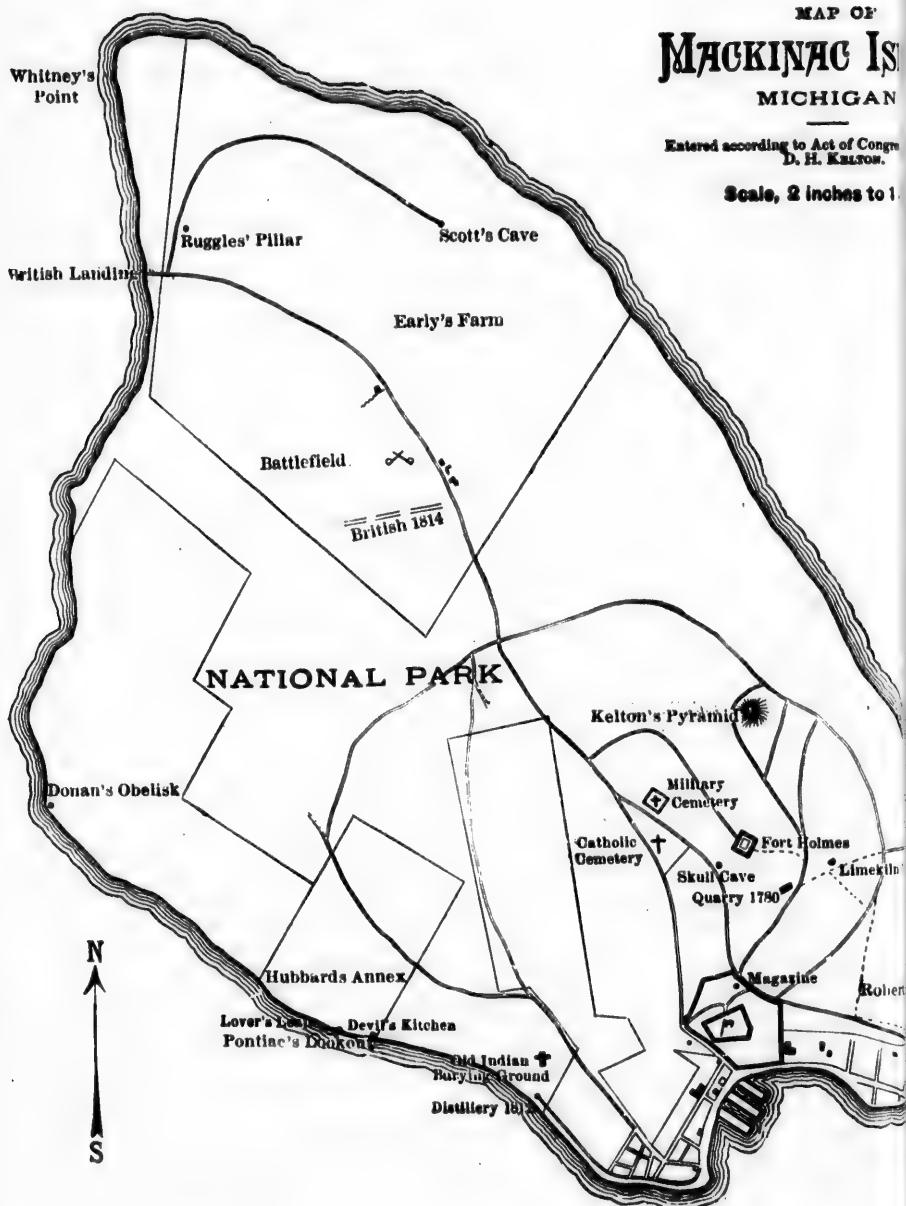 MAP OF
MACKINAC IS
MICHIGAN
Entered according to Act of Congre
D. H. KELTON.
Scale, 2 inches to 1
Whitney's
Point
Ruggles' Pillar
Scott's Cave
British Landing
Early's Farm
Battlefield
British 1814
NATIONAL PARK
Kelton's Pyramid
Donan's Obelisk
Military
Cemetery
Catholic
Cemetery
Fort Holmes
Skull Cave
Limekiln
Quarry 1780
N
Hubbards Annex
Magazine
Robert
Lover's Leap
Devil's Kitchen
Pontiac's Lookout
Old Indian
Burying Ground
Distillery 1812
S